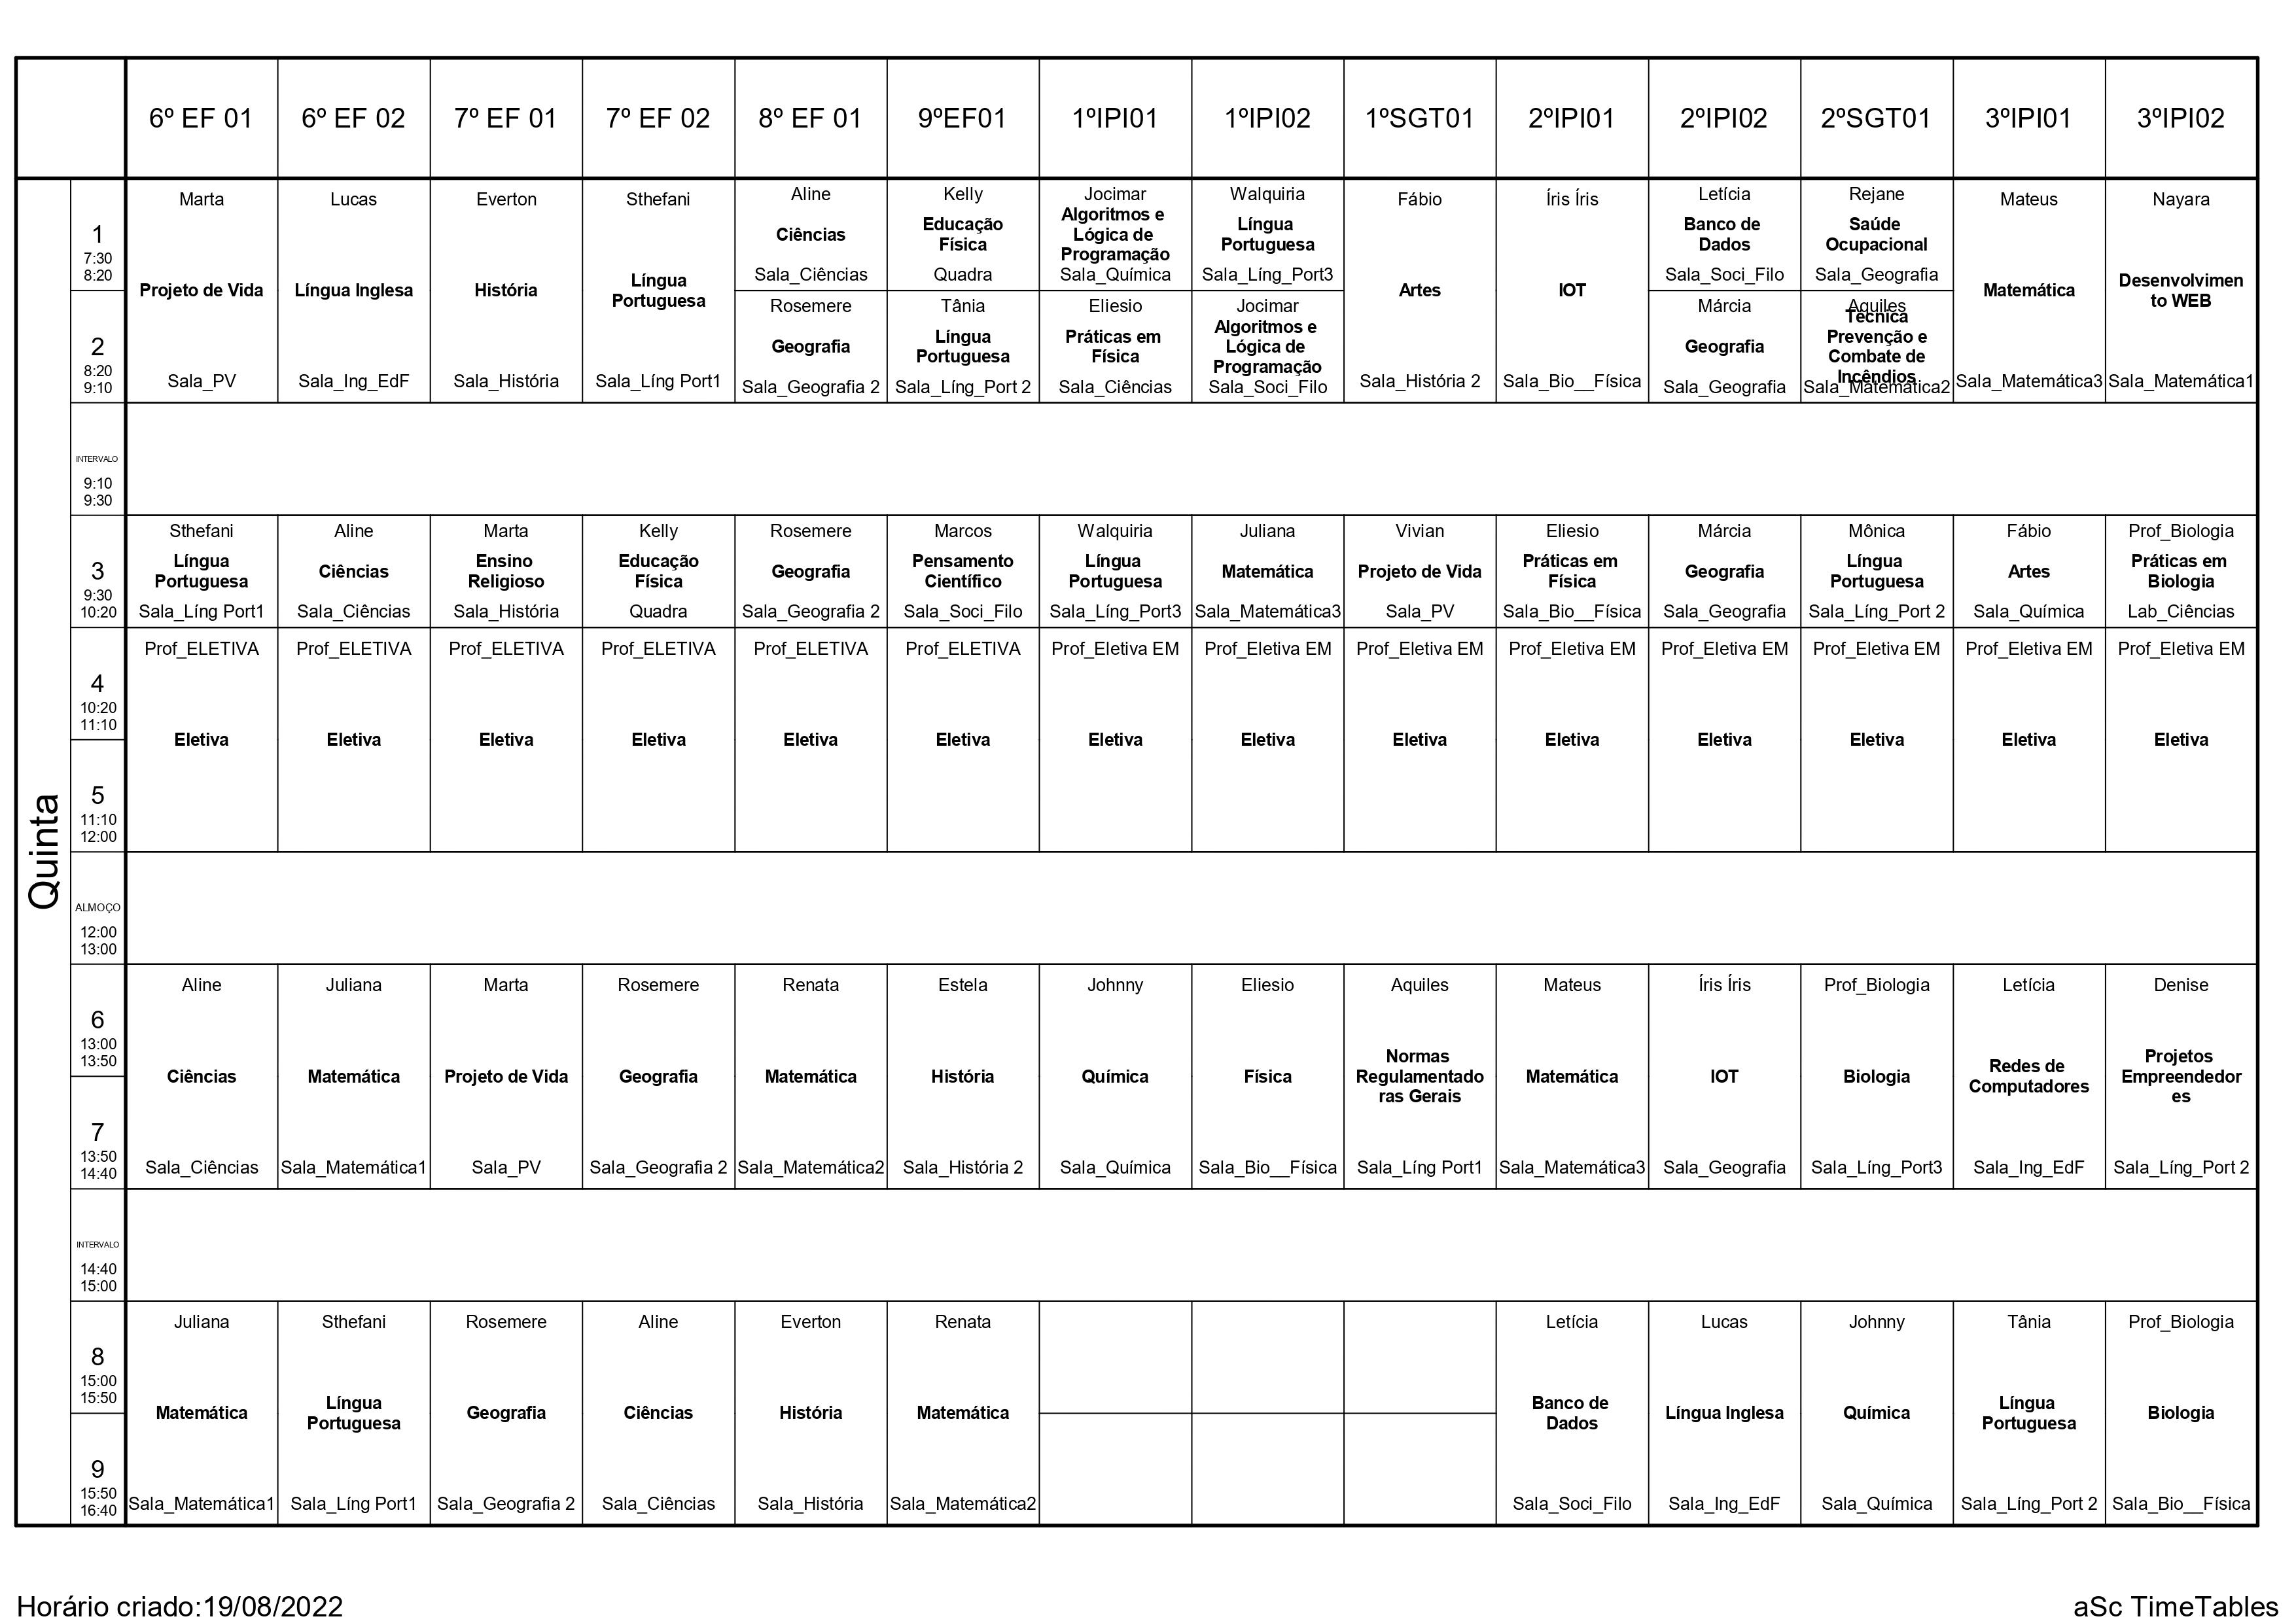 6º EF 01 6º EF 02 7º EF 01 7º EF 02 8º EF 01 9ºEF01 1ºIPI01 1ºIPI02 1ºSGT01 2ºIPI01 2ºIPI02 2ºSGT01 3ºIPI01 3ºIPI02
Quinta
1
7:30
8:20
Marta
Projeto de Vida
Sala_PV
Lucas
Língua Inglesa
Sala_Ing_EdF
Everton
História
Sala_História
Sthefani
Língua
Portuguesa
Sala_Líng Port1
Aline
Ciências
Sala_Ciências
Kelly
Educação
Física
Quadra
Jocimar
Algoritmos e
Lógica de
Programação
Sala_Química
Walquiria
Língua
Portuguesa
Sala_Líng_Port3
Fábio
Artes
Sala_História 2
Íris Íris
IOT
Sala_Bio__Física
Letícia
Banco de
Dados
Sala_Soci_Filo
Rejane
Saúde
Ocupacional
Sala_Geografia
Mateus
Matemática
Sala_Matemática3
Nayara
Desenvolvimen
to WEB
Sala_Matemática1
2
8:20
9:10
Rosemere
Geografia
Sala_Geografia 2
Tânia
Língua
Portuguesa
Sala_Líng_Port 2
Eliesio
Práticas em
Física
Sala_Ciências
Jocimar
Algoritmos e
Lógica de
Programação
Sala_Soci_Filo
Márcia
Geografia
Sala_Geografia
Aquiles
Técnica
Prevenção e
Combate de
Incêndios
Sala_Matemática2
INTERVALO
9:10
9:30
3
9:30
10:20
Sthefani
Língua
Portuguesa
Sala_Líng Port1
Aline
Ciências
Sala_Ciências
Marta
Ensino
Religioso
Sala_História
Kelly
Educação
Física
Quadra
Rosemere
Geografia
Sala_Geografia 2
Marcos
Pensamento
Científico
Sala_Soci_Filo
Walquiria
Língua
Portuguesa
Sala_Líng_Port3
Juliana
Matemática
Sala_Matemática3
Vivian
Projeto de Vida
Sala_PV
Eliesio
Práticas em
Física
Sala_Bio__Física
Márcia
Geografia
Sala_Geografia
Mônica
Língua
Portuguesa
Sala_Líng_Port 2
Fábio
Artes
Sala_Química
Prof_Biologia
Práticas em
Biologia
Lab_Ciências
4
10:20
11:10
5
11:10
12:00
Prof_ELETIVA
Eletiva
Prof_ELETIVA
Eletiva
Prof_ELETIVA
Eletiva
Prof_ELETIVA
Eletiva
Prof_ELETIVA
Eletiva
Prof_ELETIVA
Eletiva
Prof_Eletiva EM
Eletiva
Prof_Eletiva EM
Eletiva
Prof_Eletiva EM
Eletiva
Prof_Eletiva EM
Eletiva
Prof_Eletiva EM
Eletiva
Prof_Eletiva EM
Eletiva
Prof_Eletiva EM
Eletiva
Prof_Eletiva EM
Eletiva
ALMOÇO
12:00
13:00
6
13:00
13:50
7
13:50
14:40
Aline
Ciências
Sala_Ciências
Juliana
Matemática
Sala_Matemática1
Marta
Projeto de Vida
Sala_PV
Rosemere
Geografia
Sala_Geografia 2
Renata
Matemática
Sala_Matemática2
Estela
História
Sala_História 2
Johnny
Química
Sala_Química
Eliesio
Física
Sala_Bio__Física
Aquiles
Normas
Regulamentado
ras Gerais
Sala_Líng Port1
Mateus
Matemática
Sala_Matemática3
Íris Íris
IOT
Sala_Geografia
Prof_Biologia
Biologia
Sala_Líng_Port3
Letícia
Redes de
Computadores
Sala_Ing_EdF
Denise
Projetos
Empreendedor
es
Sala_Líng_Port 2
INTERVALO
14:40
15:00
8
15:00
15:50
9
15:50
16:40
Juliana
Matemática
Sala_Matemática1
Sthefani
Língua
Portuguesa
Sala_Líng Port1
Rosemere
Geografia
Sala_Geografia 2
Aline
Ciências
Sala_Ciências
Everton
História
Sala_História
Renata
Matemática
Sala_Matemática2
Letícia
Banco de
Dados
Sala_Soci_Filo
Lucas
Língua Inglesa
Sala_Ing_EdF
Johnny
Química
Sala_Química
Tânia
Língua
Portuguesa
Sala_Líng_Port 2
Prof_Biologia
Biologia
Sala_Bio__Física
Horário criado:19/08/2022
aSc TimeTables